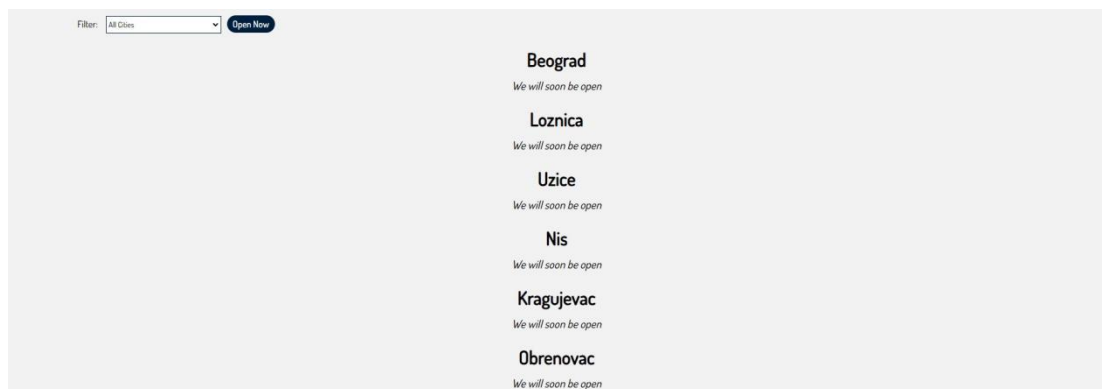 Filter: All Cities Open Now
Beograd
We will soon be open
Loznica
We will soon be open
Uzice
We will soon be open
Nis
We will soon be open
Kragujevac
We will soon be open
Obrenovac
We will soon be open